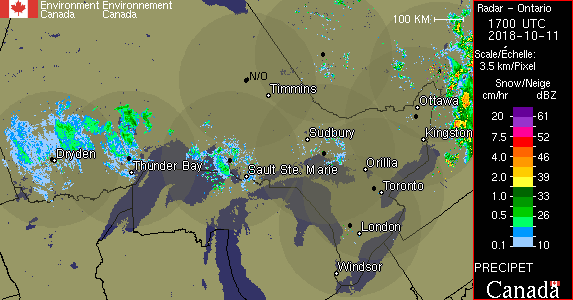 Environment Environnement
Canada Canada
Radar - Ontario
1700 UTC
2018-10-11
Scale/Échelle:
3.5 km/Pixel
Snow/Neige
cm/hr dBZ
20 61
7.5 52
4.0 46
2.0 39
1.0 33
0.5 26
0.1 10
PRECIPET
Canada
100 KM
N/O
Timmins
Ottawa
Sudbury
Kingston
Dryden
Thunder Bay
Sault Ste. Marie
Orillia
Toronto
London
Windsor